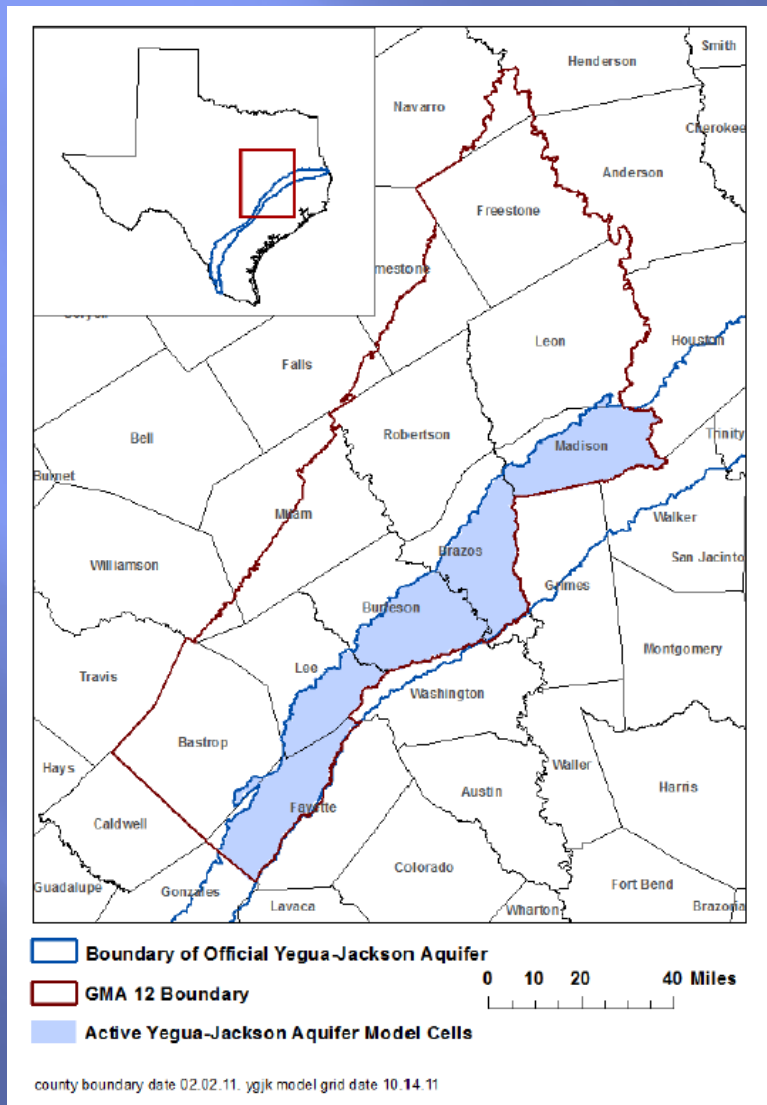 Smith
Henderson
Navarro
Cherokee
Anderson
Freestone
mestone
Houston
Leon
Falls
Bell
Robertson
Madison
Trinity
Burnet
Milam
Walker
San Jacinto
Brazos
Williamson
Grimes
Burleson
Montgomery
Travis
Lee
Washington
Bastrop
Hays
Waller
Harris
Austin
Fayette
Caldwell
Colorado
Guadalupe
Gonzales
Fort Bend
Lavaca
Wharton
Brazoria
Boundary of Official Yegua-Jackson Aquifer
GMA 12 Boundary
Active Yegua-Jackson Aquifer Model Cells
0 10 20 40 Miles
county boundary date 02.02.11. ygjk model grid date 10.14.11